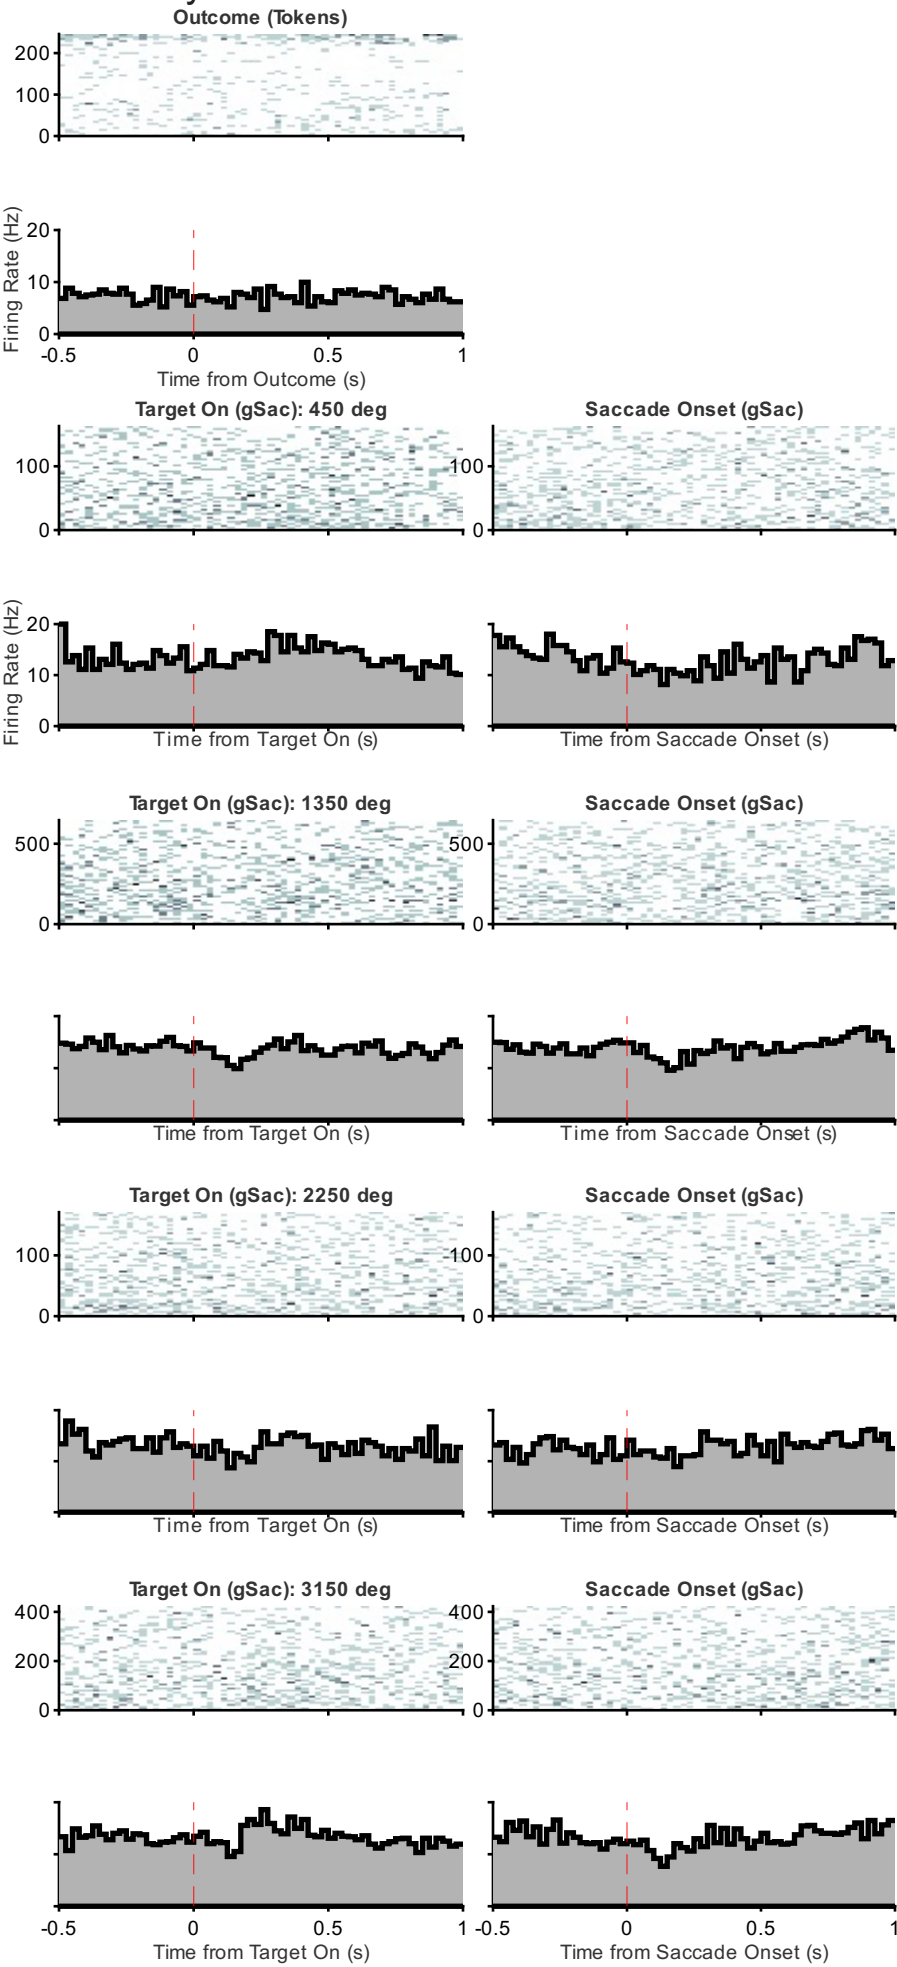 Outcome (Tokens)
200
100
0
Firing Rate (Hz)
20
10
0
-0.5 0 0.5 1
Time from Outcome (s)
Target On (gSac): 450 deg Saccade Onset (gSac)
100 100
0 0
Firing Rate (Hz)
20
10
0
Time from Target On (s) Time from Saccade Onset (s)
Target On (gSac): 1350 deg Saccade Onset (gSac)
500 500
0 0
Time from Target On (s) Time from Saccade Onset (s)
Target On (gSac): 2250 deg Saccade Onset (gSac)
100 100
0 0
Time from Target On (s) Time from Saccade Onset (s)
Target On (gSac): 3150 deg Saccade Onset (gSac)
400 400
200 200
0 0
-0.5 0 0.5 1 -0.5 0 0.5 1
Time from Target On (s) Time from Saccade Onset (s)